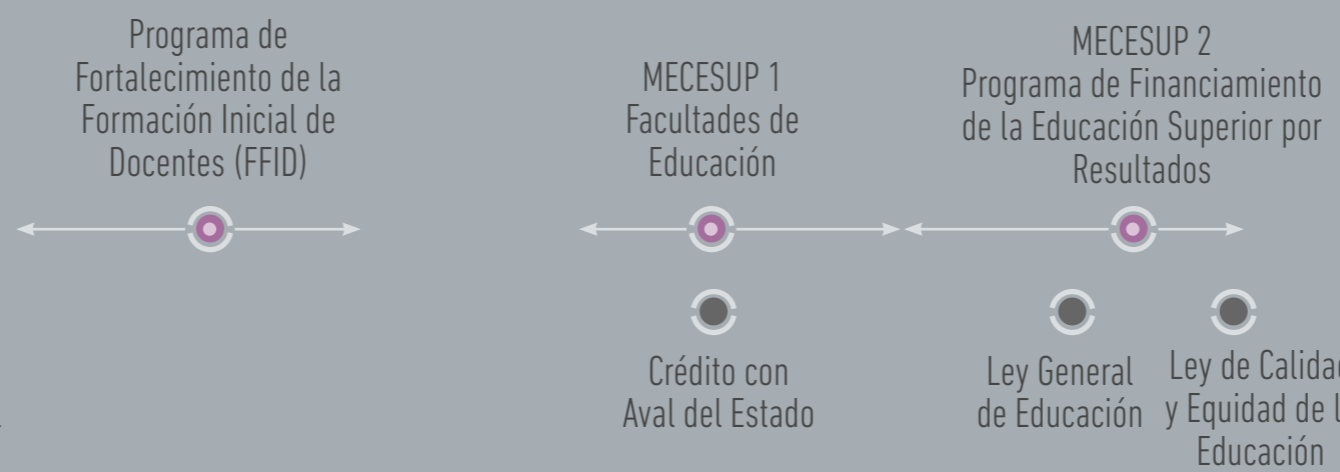 Programa de
Fortalecimiento de la
Formación Inicial de
Docentes (FFID)
MECESUP 1
Facultades de
Educación
MECESUP 2
Programa de Financiamiento
de la Educación Superior por
Resultados
Crédito con
Aval del Estado
Ley General
de Educación
Ley de Calidad
y Equidad de
Educación